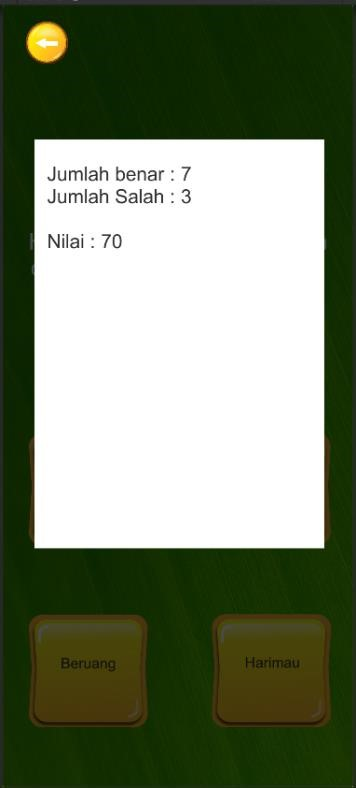 Jumlah benar : 7
Jumlah Salah : 3
Nilai : 70
Beruang
Harimau